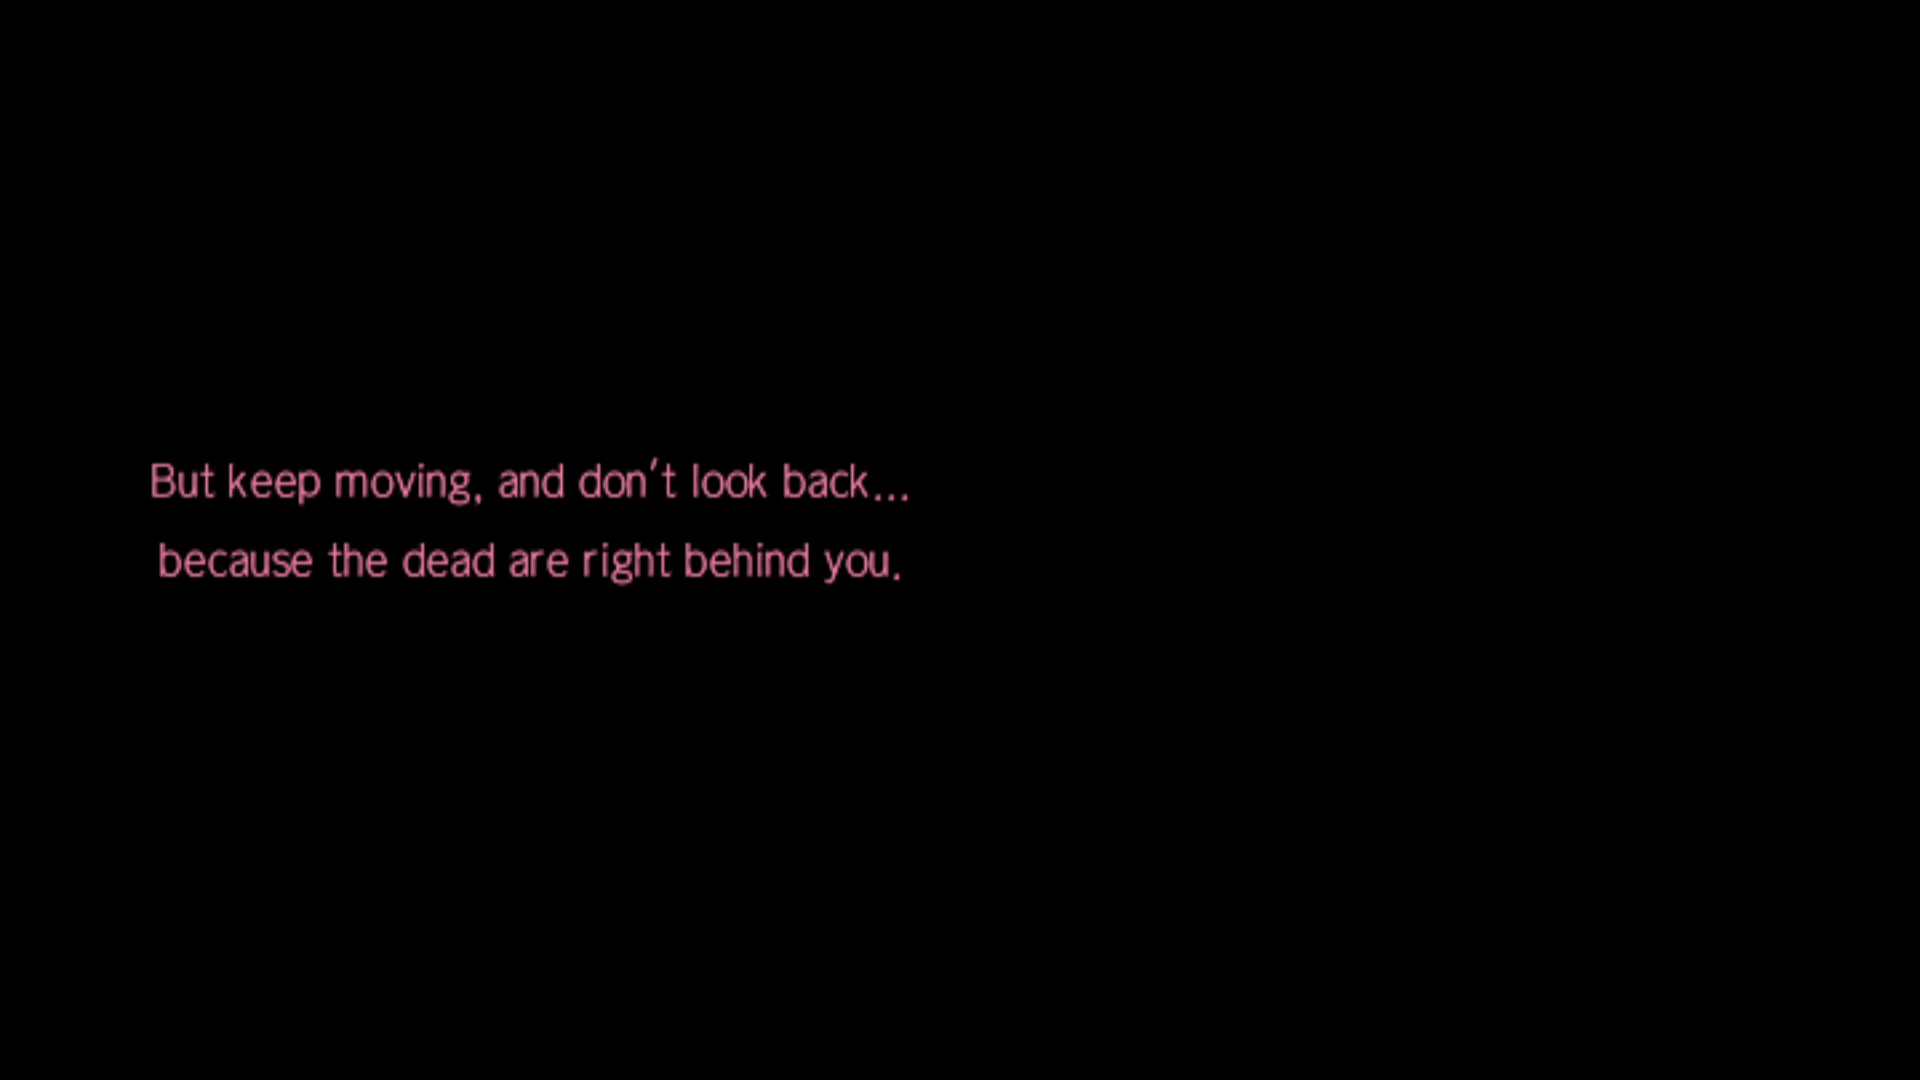 But keep moving, and don't look back...
because the dead are right behind you.